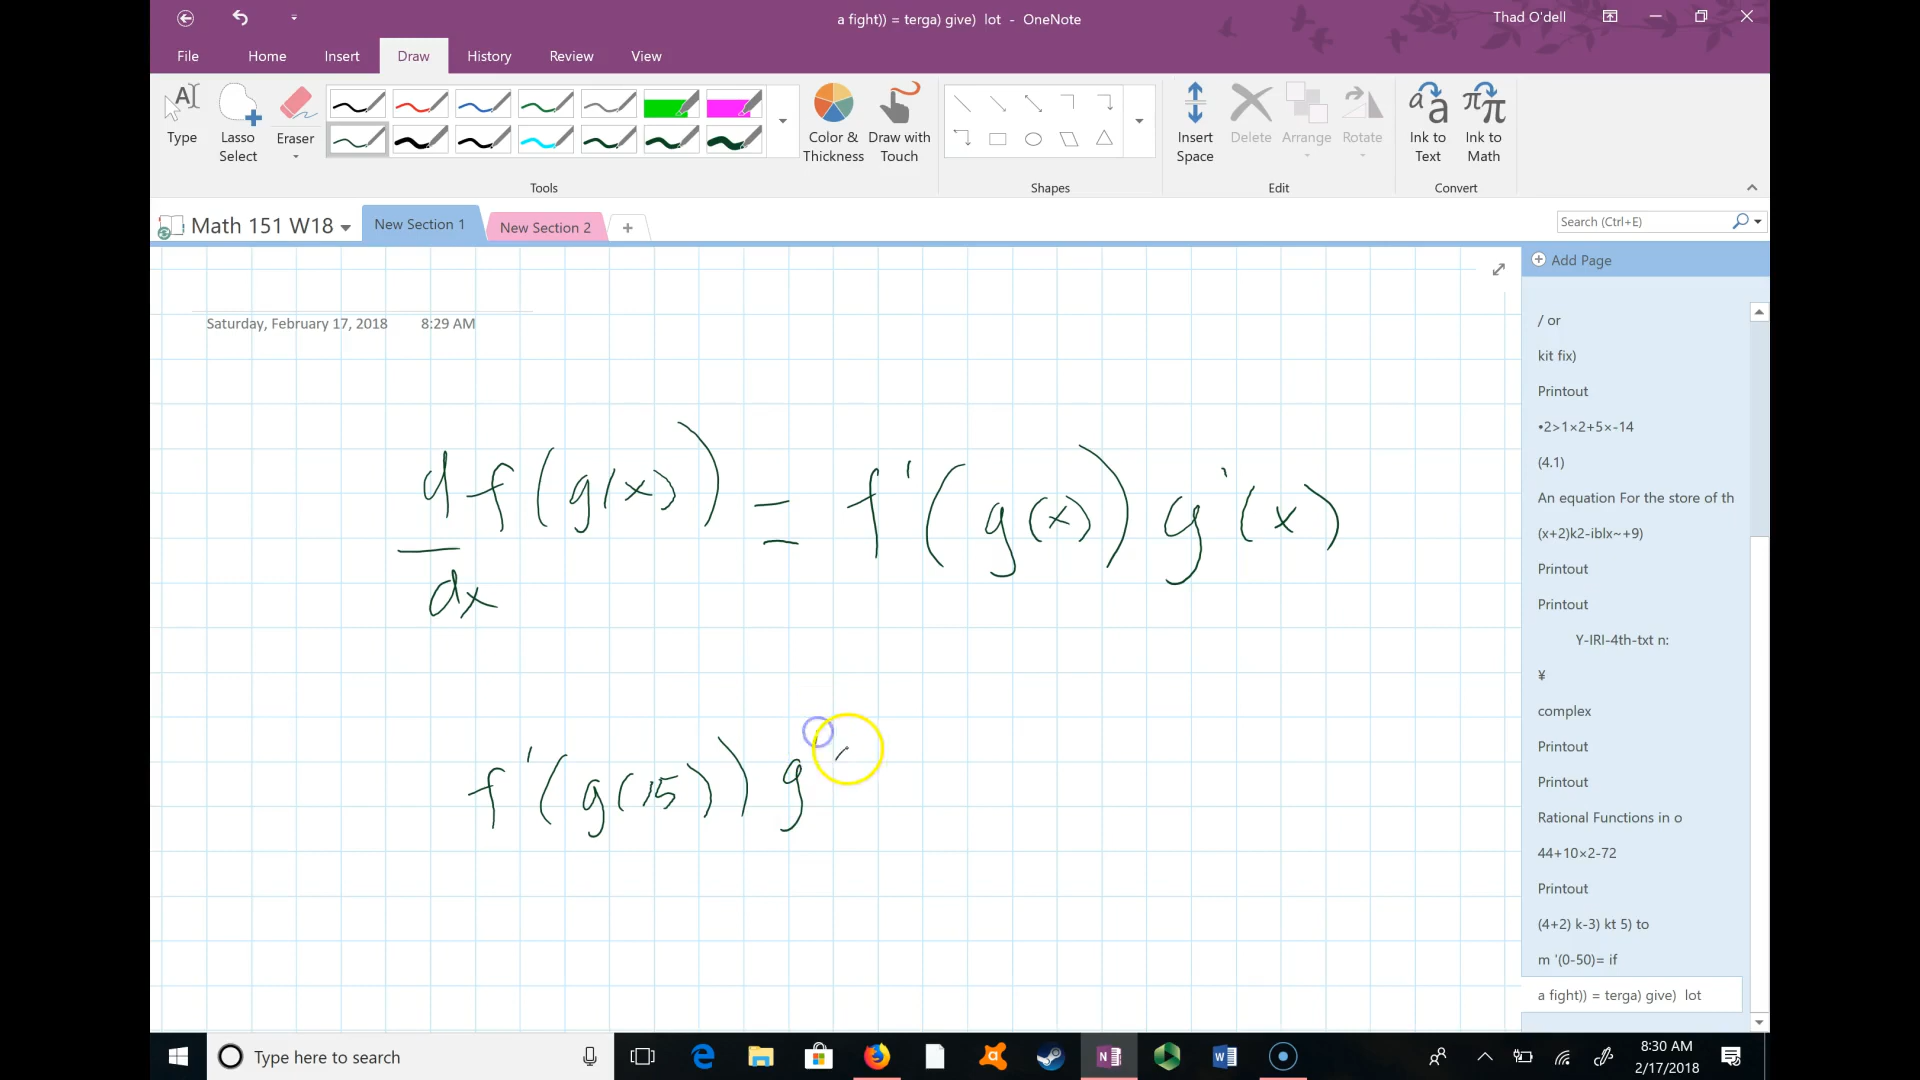 a fight)) = terga) give) lot - OneNote
Thad O'dell
File Home Insert Draw History Review View
Type
Lasso Select
Eraser
Color & Thickness
Draw with Touch
Insert Space
Delete
Arrange
Rotate
Ink to Text
Ink to Math
Tools
Shapes
Edit
Convert
Math 151 W18
New Section 1
New Section 2
Search (Ctrl+E)
Add Page
Saturday, February 17, 2018 8:29 AM
d/dx f(g(x)) = f'(g(x)) g'(x)
f'(g(15)) g'(
/ or
kit fix)
Printout
•2>1×2+5×-14
(4.1)
An equation For the store of th
(x+2)k2-iblx~+9)
Printout
Printout
Y-IRI-4th-txt n:
¥
complex
Printout
Printout
Rational Functions in o
44+10×2-72
Printout
(4+2) k-3) kt 5) to
m '(0-50)= if
a fight)) = terga) give) lot
Type here to search
8:30 AM
2/17/2018